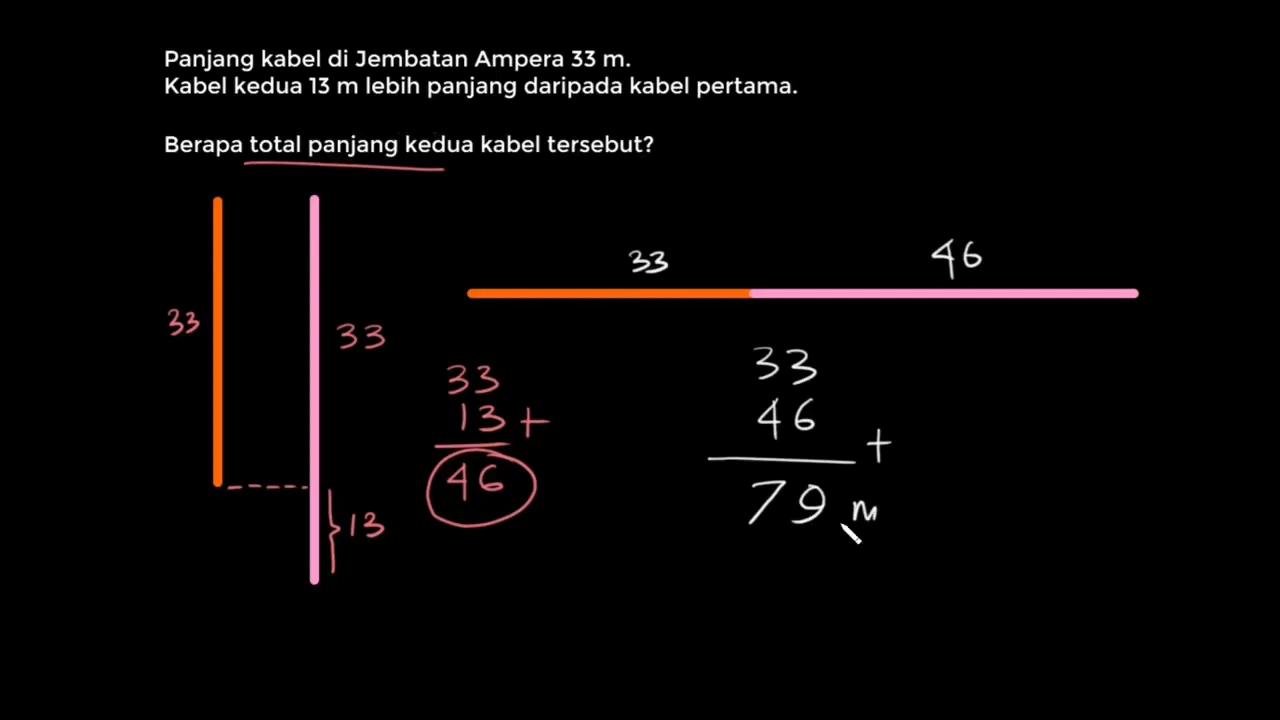 Panjang kabel di Jembatan Ampera 33 m.
Kabel kedua 13 m lebih panjang daripada kabel pertama.
Berapa total panjang kedua kabel tersebut?
33
33
}13
33
13 +
46
33 46
33
46 +
79 m